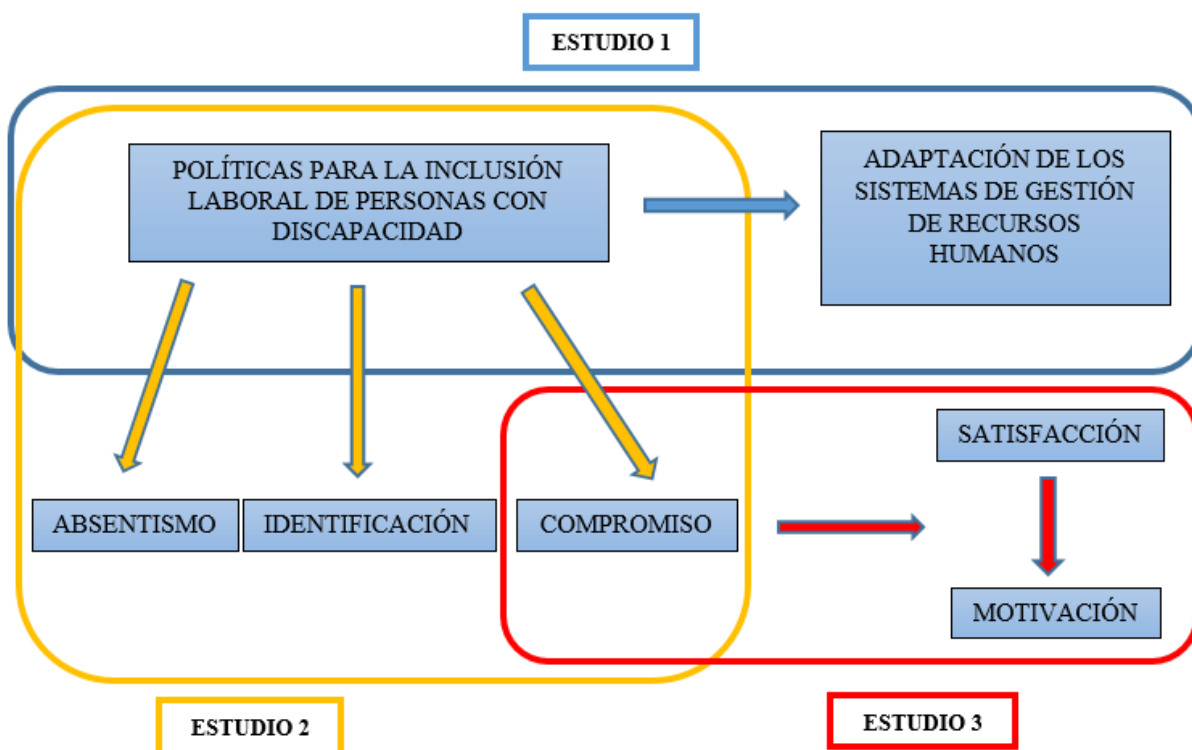 ESTUDIO 1
POLÍTICAS PARA LA INCLUSIÓN
LABORAL DE PERSONAS CON
DISCAPACIDAD
ADAPTACIÓN DE LOS
SISTEMAS DE GESTIÓN
DE RECURSOS
HUMANOS
SATISFACCIÓN
ABSENTISMO
IDENTIFICACIÓN
COMPROMISO
MOTIVACIÓN
ESTUDIO 2
ESTUDIO 3